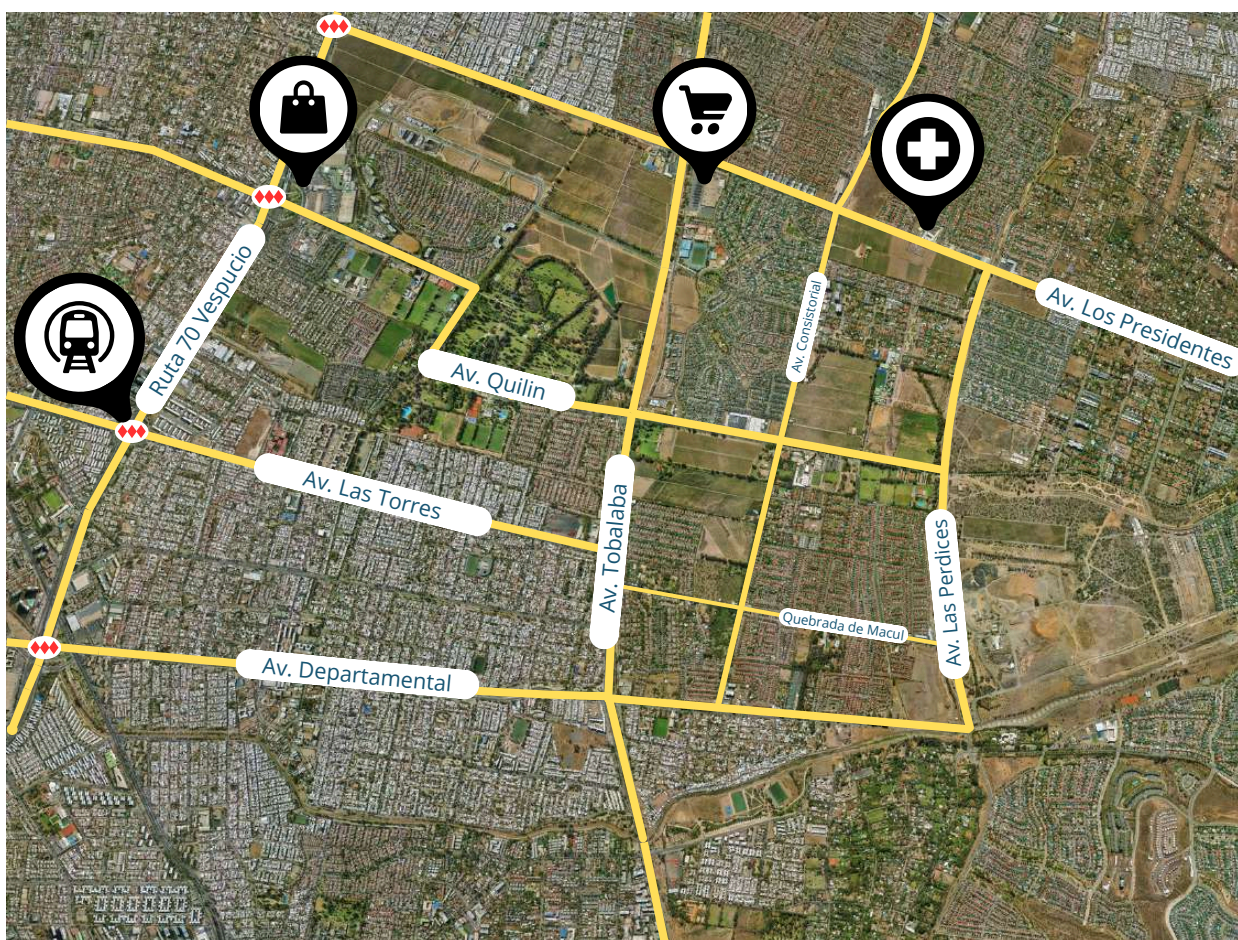 Ruta 70 Vespucio
Av. Consistorial
Av. Los Presidentes
Av. Quilin
Av. Las Torres
Av. Tobalaba
Av. Las Perdices
Quebrada de Macul
Av. Departamental